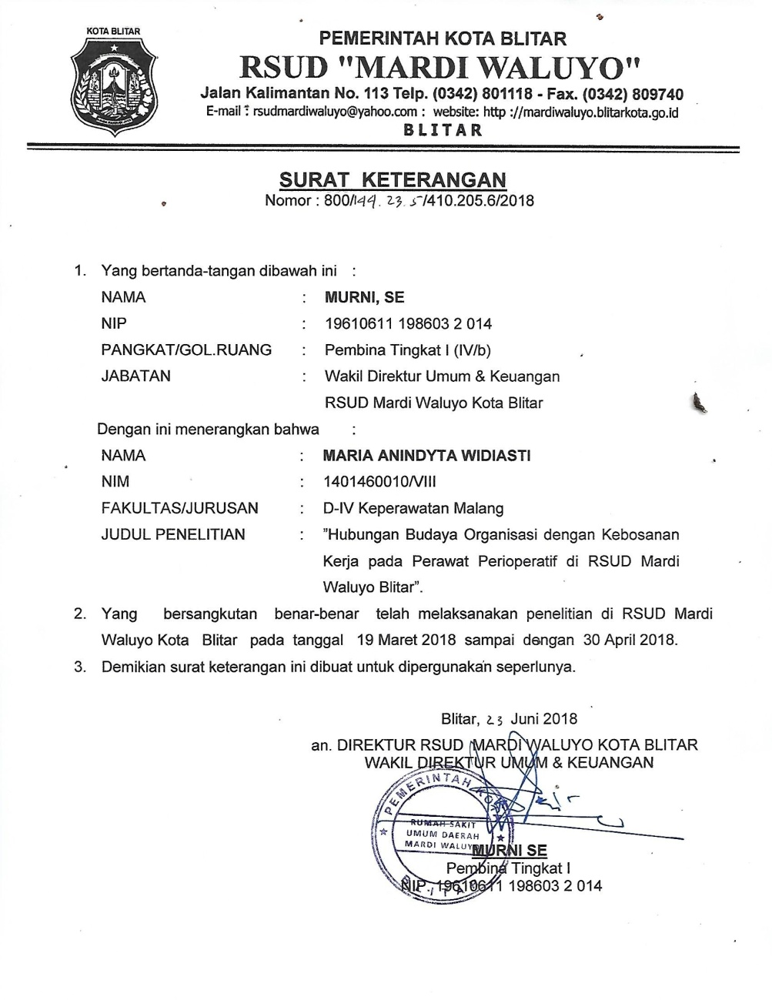 KOTA BLITAR
PEMERINTAH KOTA BLITAR
RSUD "MARDI WALUYO"
Jalan Kalimantan No. 113 Telp. (0342) 801118 - Fax. (0342) 809740
E-mail : rsudmardiwaluyo@yahoo.com : website: http ://mardiwaluyo.blitarkota.go.id
BLITAR
SURAT KETERANGAN
Nomor : 800/144. 23. 5/410.205.6/2018
1. Yang bertanda-tangan dibawah ini :
NAMA : MURNI, SE
NIP : 19610611 198603 2 014
PANGKAT/GOL.RUANG : Pembina Tingkat I (IV/b)
JABATAN : Wakil Direktur Umum & Keuangan
RSUD Mardi Waluyo Kota Blitar
Dengan ini menerangkan bahwa :
NAMA : MARIA ANINDYTA WIDIASTI
NIM : 1401460010/VIII
FAKULTAS/JURUSAN : D-IV Keperawatan Malang
JUDUL PENELITIAN : "Hubungan Budaya Organisasi dengan Kebosanan
Kerja pada Perawat Perioperatif di RSUD Mardi
Waluyo Blitar".
2. Yang bersangkutan benar-benar telah melaksanakan penelitian di RSUD Mardi
Waluyo Kota Blitar pada tanggal 19 Maret 2018 sampai dengan 30 April 2018.
3. Demikian surat keterangan ini dibuat untuk dipergunakan seperlunya.
Blitar, 23 Juni 2018
an. DIREKTUR RSUD MARDI WALUYO KOTA BLITAR
WAKIL DIREKTUR UMUM & KEUANGAN
PEMERINTAH KOTA
RUMAH SAKIT
UMUM DAERAH
MARDI WALUYO
BLITAR
MURNI SE
Pembina Tingkat I
NIP. 19610611 198603 2 014